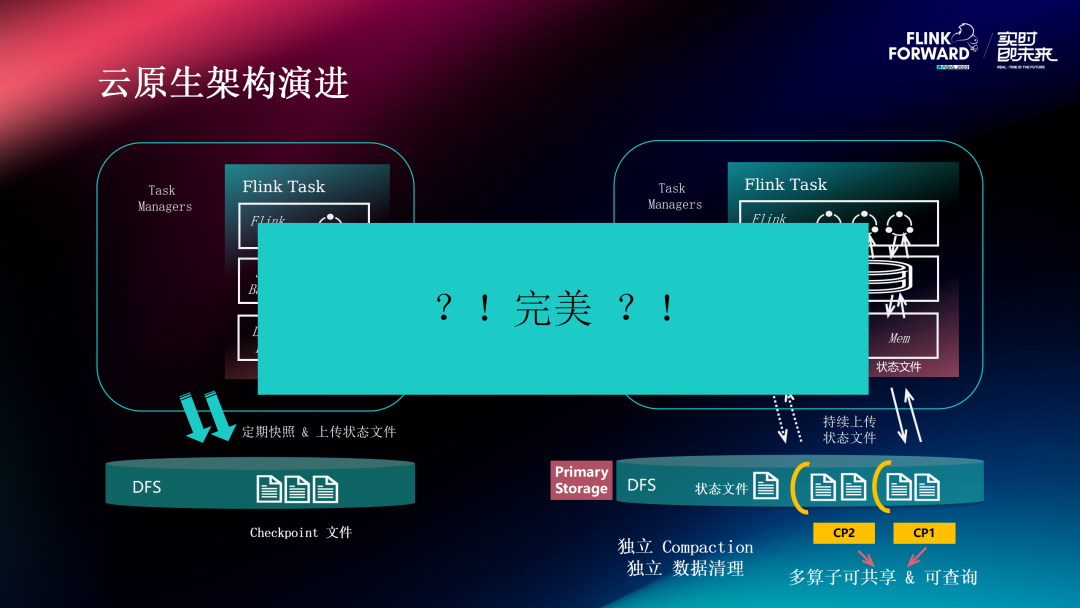 FLINK
FORWARD
实时
即未来
REAL-TIME IS THE FUTURE
云原生架构演进
Task
Managers
Flink Task
Flink
Task
Managers
Flink Task
Flink
？！完美 ？！
Mem
状态文件
定期快照 & 上传状态文件
持续上传
状态文件
DFS
Checkpoint 文件
Primary
Storage
DFS
状态文件
CP2
CP1
独立 Compaction
独立 数据清理
多算子可共享 & 可查询